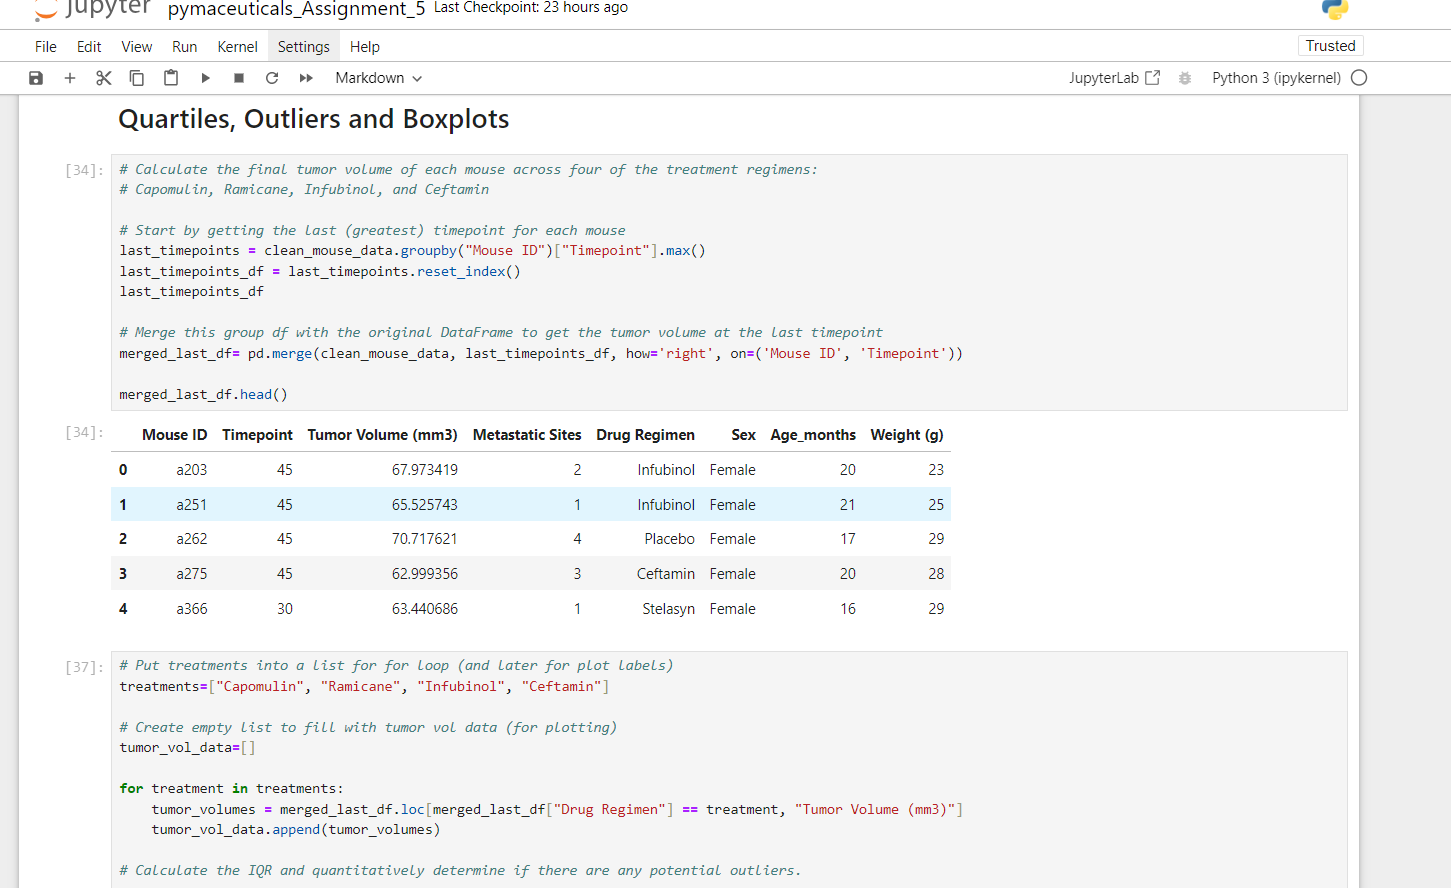 jupyter pymaceuticals_Assignment_5 Last Checkpoint: 23 hours ago
File Edit View Run Kernel Settings Help Trusted
Markdown JupyterLab Python 3 (ipykernel)
Quartiles, Outliers and Boxplots
[34]: # Calculate the final tumor volume of each mouse across four of the treatment regimens:
# Capomulin, Ramicane, Infubinol, and Ceftamin
# Start by getting the last (greatest) timepoint for each mouse
last_timepoints = clean_mouse_data.groupby("Mouse ID")["Timepoint"].max()
last_timepoints_df = last_timepoints.reset_index()
last_timepoints_df
# Merge this group df with the original DataFrame to get the tumor volume at the last timepoint
merged_last_df= pd.merge(clean_mouse_data, last_timepoints_df, how='right', on=('Mouse ID', 'Timepoint'))
merged_last_df.head()
[34]: Mouse ID Timepoint Tumor Volume (mm3) Metastatic Sites Drug Regimen Sex Age_months Weight (g)
0 a203 45 67.973419 2 Infubinol Female 20 23
1 a251 45 65.525743 1 Infubinol Female 21 25
2 a262 45 70.717621 4 Placebo Female 17 29
3 a275 45 62.999356 3 Ceftamin Female 20 28
4 a366 30 63.440686 1 Stelasyn Female 16 29
[37]: # Put treatments into a list for for loop (and later for plot labels)
treatments=["Capomulin", "Ramicane", "Infubinol", "Ceftamin"]
# Create empty list to fill with tumor vol data (for plotting)
tumor_vol_data=[]
for treatment in treatments:
tumor_volumes = merged_last_df.loc[merged_last_df["Drug Regimen"] == treatment, "Tumor Volume (mm3)"]
tumor_vol_data.append(tumor_volumes)
# Calculate the IQR and quantitatively determine if there are any potential outliers.